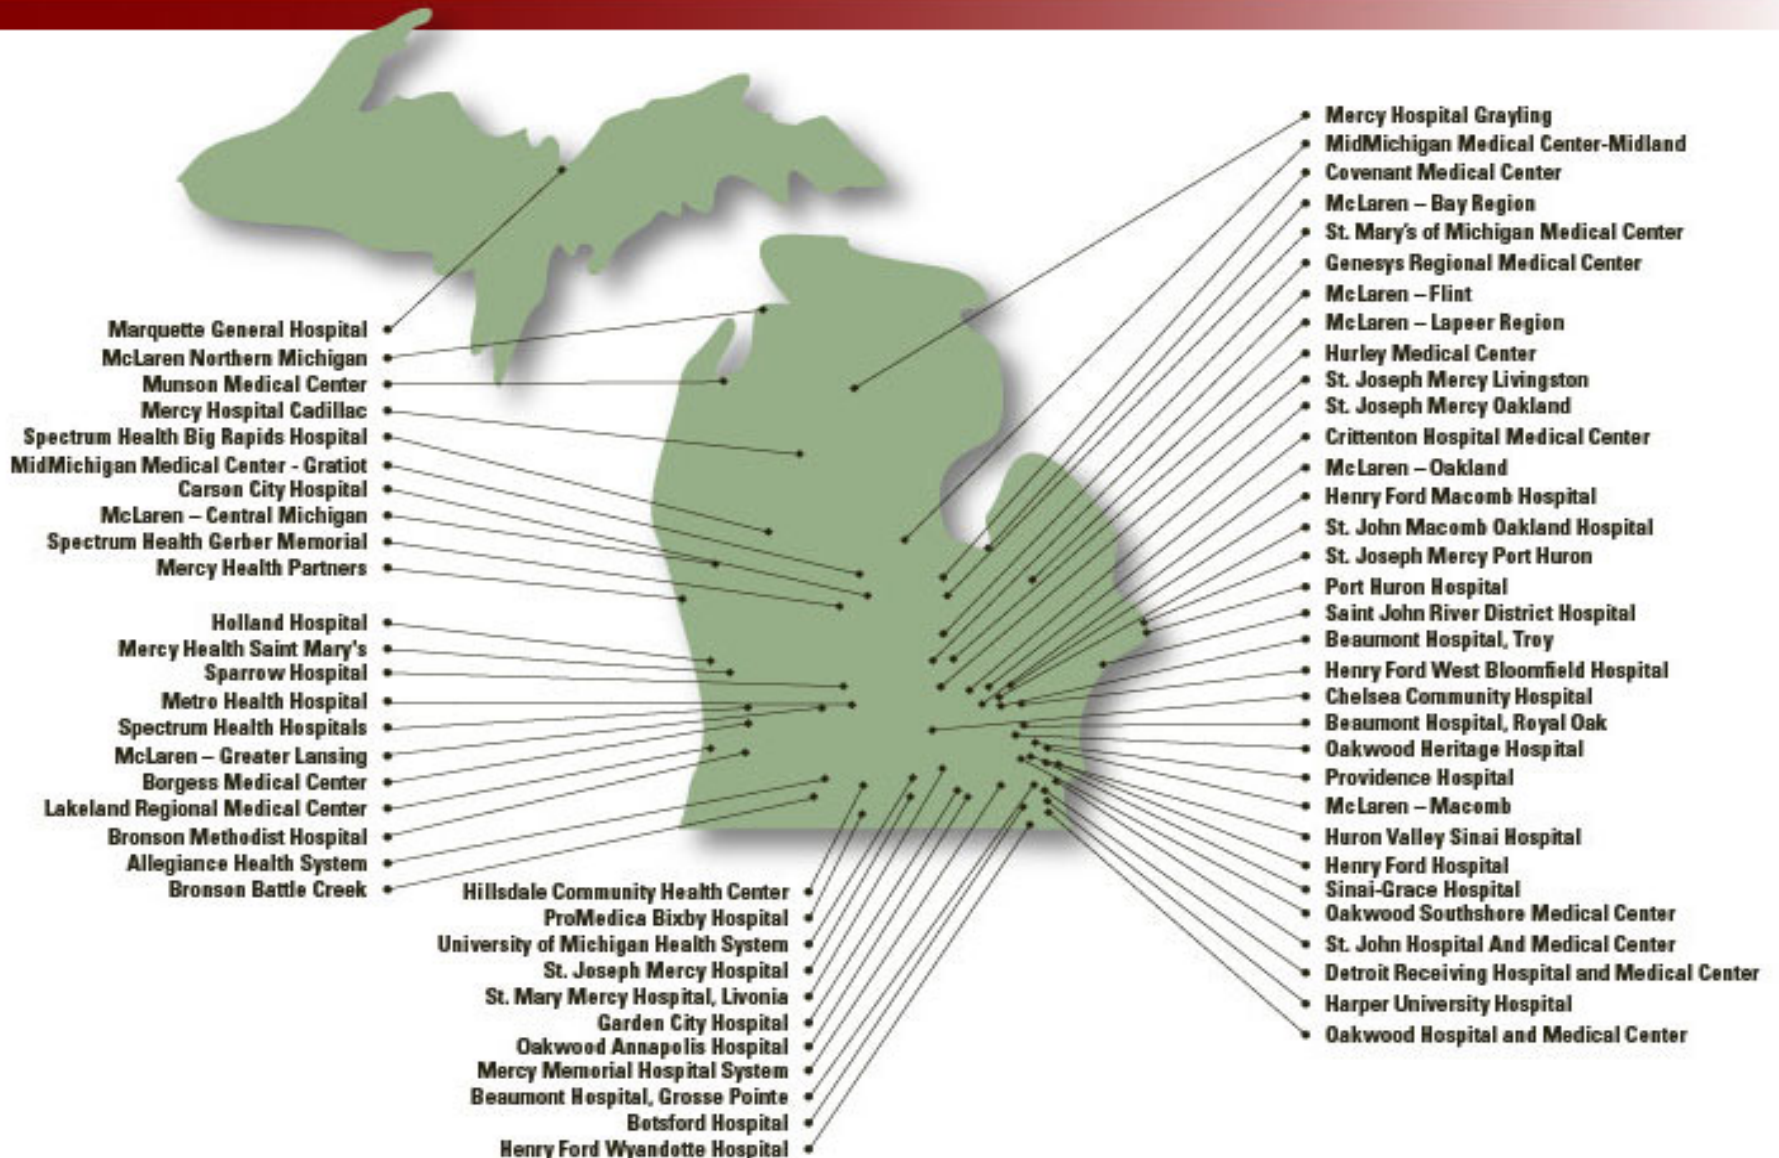 Marquette General Hospital
McLaren Northern Michigan
Munson Medical Center
Mercy Hospital Cadillac
Spectrum Health Big Rapids Hospital
MidMichigan Medical Center - Gratiot
Carson City Hospital
McLaren – Central Michigan
Spectrum Health Gerber Memorial
Mercy Health Partners
Holland Hospital
Mercy Health Saint Mary's
Sparrow Hospital
Metro Health Hospital
Spectrum Health Hospitals
McLaren – Greater Lansing
Borgess Medical Center
Lakeland Regional Medical Center
Bronson Methodist Hospital
Allegiance Health System
Bronson Battle Creek
Hillsdale Community Health Center
ProMedica Bixby Hospital
University of Michigan Health System
St. Joseph Mercy Hospital
St. Mary Mercy Hospital, Livonia
Garden City Hospital
Oakwood Annapolis Hospital
Mercy Memorial Hospital System
Beaumont Hospital, Grosse Pointe
Botsford Hospital
Henry Ford Wyandotte Hospital
Mercy Hospital Grayling
MidMichigan Medical Center-Midland
Covenant Medical Center
McLaren – Bay Region
St. Mary's of Michigan Medical Center
Genesys Regional Medical Center
McLaren – Flint
McLaren – Lapeer Region
Hurley Medical Center
St. Joseph Mercy Livingston
St. Joseph Mercy Oakland
Crittenton Hospital Medical Center
McLaren – Oakland
Henry Ford Macomb Hospital
St. John Macomb Oakland Hospital
St. Joseph Mercy Port Huron
Port Huron Hospital
Saint John River District Hospital
Beaumont Hospital, Troy
Henry Ford West Bloomfield Hospital
Chelsea Community Hospital
Beaumont Hospital, Royal Oak
Oakwood Heritage Hospital
Providence Hospital
McLaren – Macomb
Huron Valley Sinai Hospital
Henry Ford Hospital
Sinai-Grace Hospital
Oakwood Southshore Medical Center
St. John Hospital And Medical Center
Detroit Receiving Hospital and Medical Center
Harper University Hospital
Oakwood Hospital and Medical Center